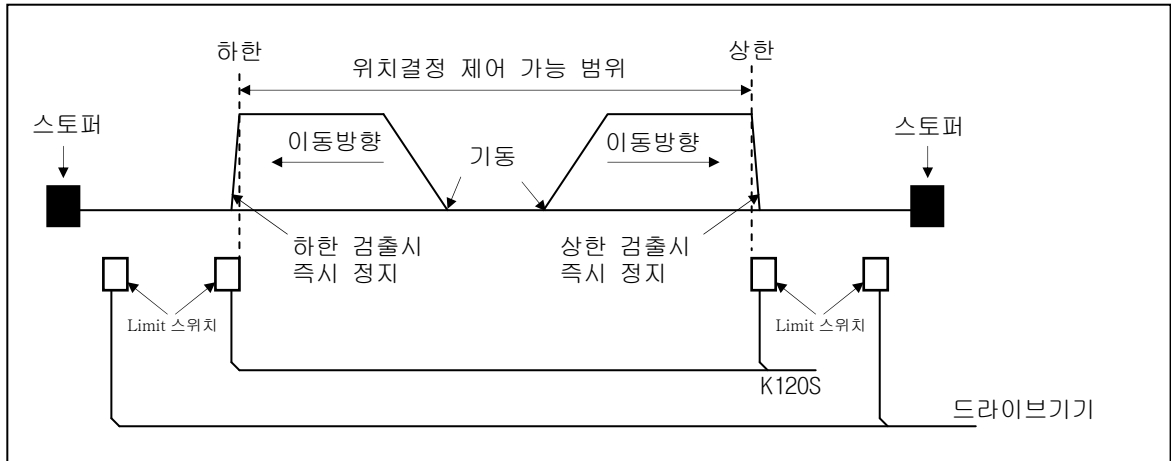 하한
상한
위치결정 제어 가능 범위
스토퍼
스토퍼
이동방향
이동방향
기동
하한 검출시
즉시 정지
상한 검출시
즉시 정지
Limit 스위치
Limit 스위치
K120S
드라이브기기